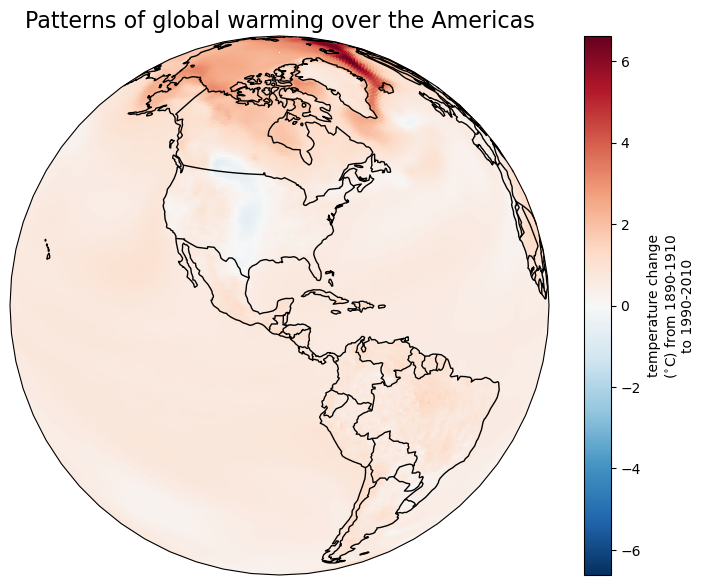 Patterns of global warming over the Americas
6
4
2
0
−2
−4
−6
temperature change
(°C) from 1890-1910
to 1990-2010